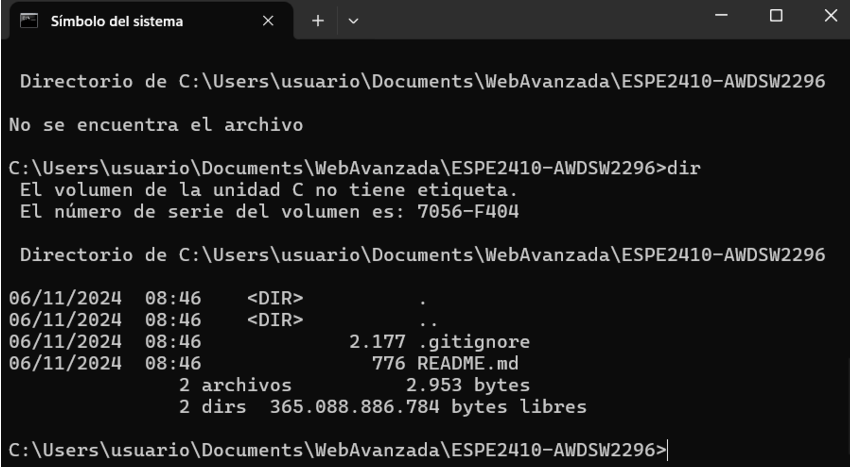 Símbolo del sistema
Directorio de C:\Users\usuario\Documents\WebAvanzada\ESPE2410-AWDSW2296
No se encuentra el archivo
C:\Users\usuario\Documents\WebAvanzada\ESPE2410-AWDSW2296>dir
El volumen de la unidad C no tiene etiqueta.
El número de serie del volumen es: 7056-F404
Directorio de C:\Users\usuario\Documents\WebAvanzada\ESPE2410-AWDSW2296
06/11/2024  08:46    <DIR>          .
06/11/2024  08:46    <DIR>          ..
06/11/2024  08:46             2.177 .gitignore
06/11/2024  08:46               776 README.md
2 archivos          2.953 bytes
2 dirs  365.088.886.784 bytes libres
C:\Users\usuario\Documents\WebAvanzada\ESPE2410-AWDSW2296>